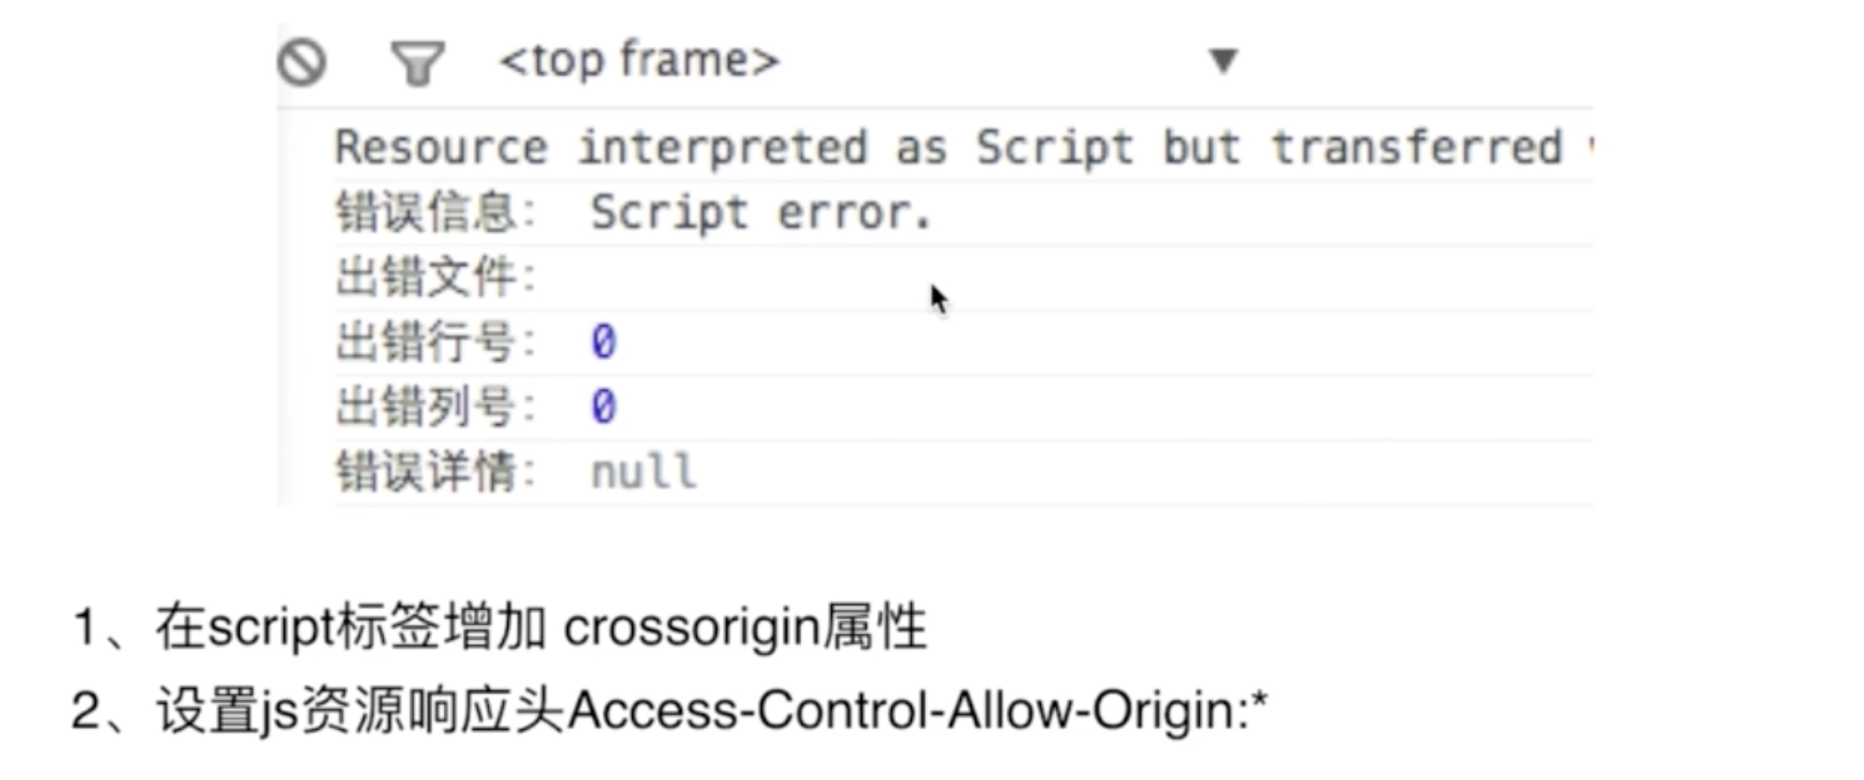 <top frame>
Resource interpreted as Script but transferred
错误信息： Script error.
出错文件：
出错行号： 0
出错列号： 0
错误详情： null
1、在script标签增加 crossorigin属性
2、设置js资源响应头Access-Control-Allow-Origin:*